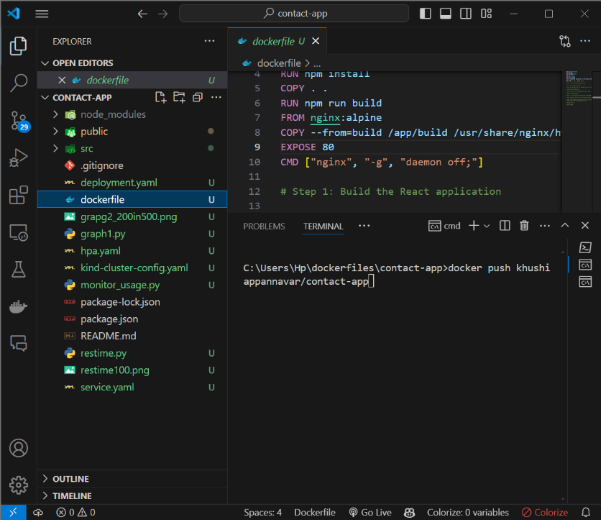 contact-app
EXPLORER
OPEN EDITORS
dockerfile U
CONTACT-APP
node_modules
public
src
.gitignore
deployment.yaml U
dockerfile U
grapg2_200in500.png U
graph1.py U
hpa.yaml U
kind-cluster-config.yaml U
monitor_usage.py U
package-lock.json
package.json
README.md
restime.py U
restime100.png U
service.yaml U
OUTLINE
TIMELINE
29
dockerfile U
dockerfile > ...
4 RUN npm install
5 COPY . .
6 RUN npm run build
7 FROM nginx:alpine
8 COPY --from=build /app/build /usr/share/nginx/h
9 EXPOSE 80
10 CMD ["nginx", "-g", "daemon off;"]
11
12 # Step 1: Build the React application
13
PROBLEMS TERMINAL ... cmd
C:\Users\Hp\dockerfiles\contact-app>docker push khushi
appannavar/contact-app
0 0 Spaces: 4 Dockerfile Go Live Colorize: 0 variables Colorize